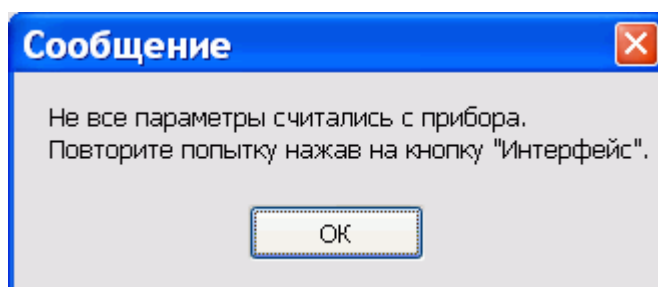 Сообщение
Не все параметры считались с прибора.
Повторите попытку нажав на кнопку "Интерфейс".
ОК